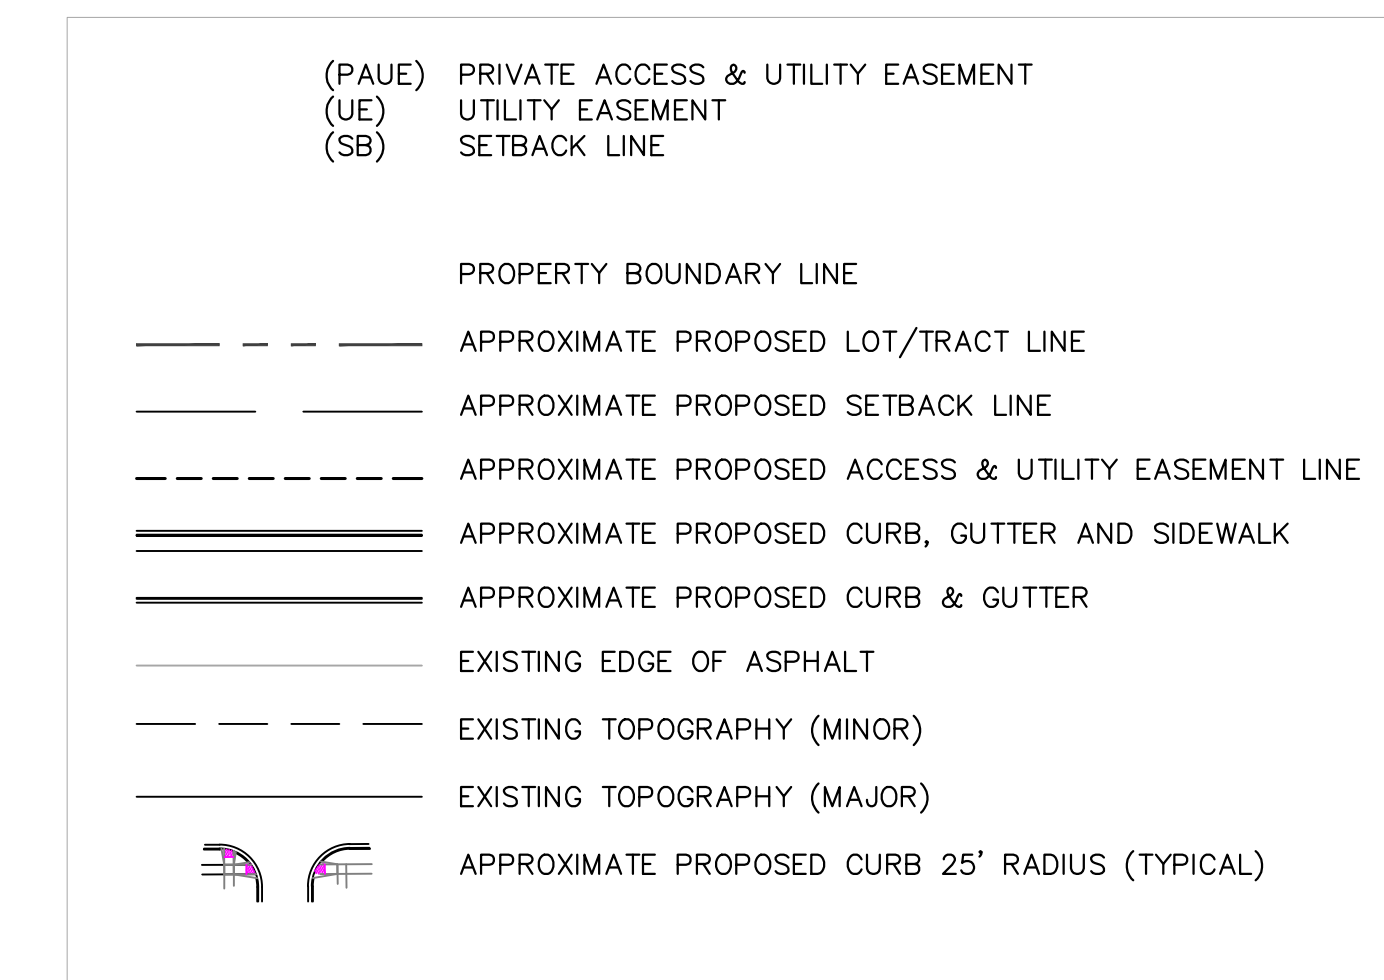 (PAUE) PRIVATE ACCESS & UTILITY EASEMENT
(UE) UTILITY EASEMENT
(SB) SETBACK LINE
PROPERTY BOUNDARY LINE
APPROXIMATE PROPOSED LOT/TRACT LINE
APPROXIMATE PROPOSED SETBACK LINE
APPROXIMATE PROPOSED ACCESS & UTILITY EASEMENT LINE
APPROXIMATE PROPOSED CURB, GUTTER AND SIDEWALK
APPROXIMATE PROPOSED CURB & GUTTER
EXISTING EDGE OF ASPHALT
EXISTING TOPOGRAPHY (MINOR)
EXISTING TOPOGRAPHY (MAJOR)
APPROXIMATE PROPOSED CURB 25' RADIUS (TYPICAL)